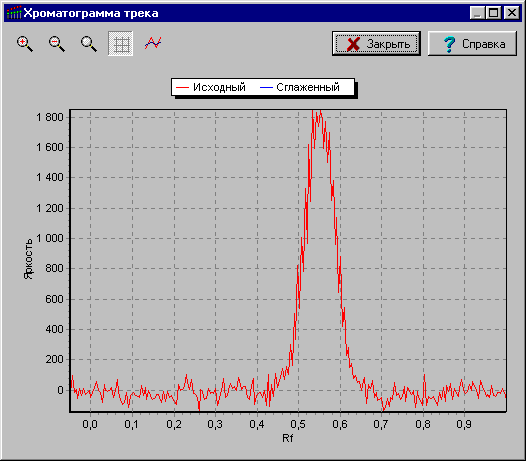 Хроматограмма трека
Закрыть
Справка
Исходный Сглаженный
1 800
1 600
1 400
1 200
1 000
800
600
400
200
0
Яркость
0,0 0,1 0,2 0,3 0,4 0,5 0,6 0,7 0,8 0,9
Rf